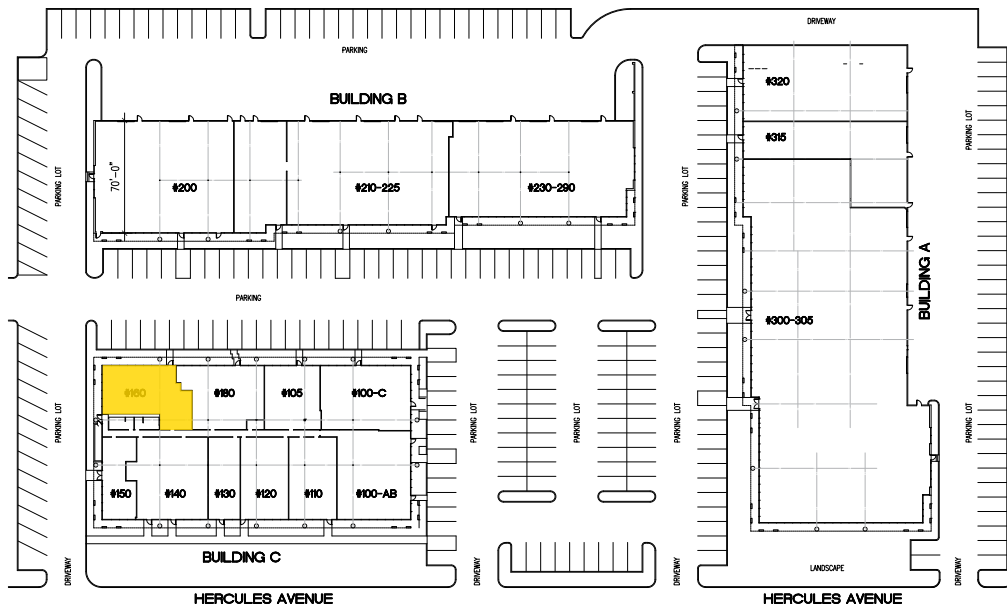 DRIVEWAY
PARKING
BUILDING B
#320
#315
PARKING LOT
PARKING LOT
PARKING LOT
70'-0"
#200
#210-225
#230-290
BUILDING A
PARKING
#300-305
#160
#180
#105
#100-C
PARKING LOT
PARKING LOT
PARKING LOT
PARKING LOT
PARKING LOT
#150
#140
#130
#120
#110
#100-AB
BUILDING C
DRIVEWAY
DRIVEWAY
DRIVEWAY
LANDSCAPE
DRIVEWAY
HERCULES AVENUE
HERCULES AVENUE